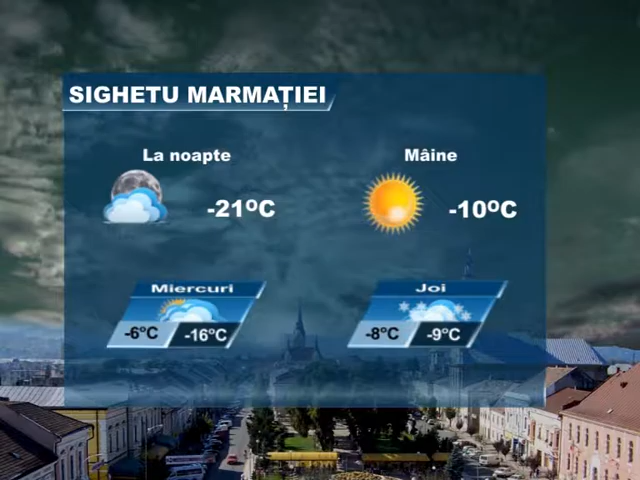 SIGHETU MARMAȚIEI
La noapte
Mâine
-21ºC
-10ºC
Miercuri
Joi
-6ºC -16ºC
-8ºC -9ºC